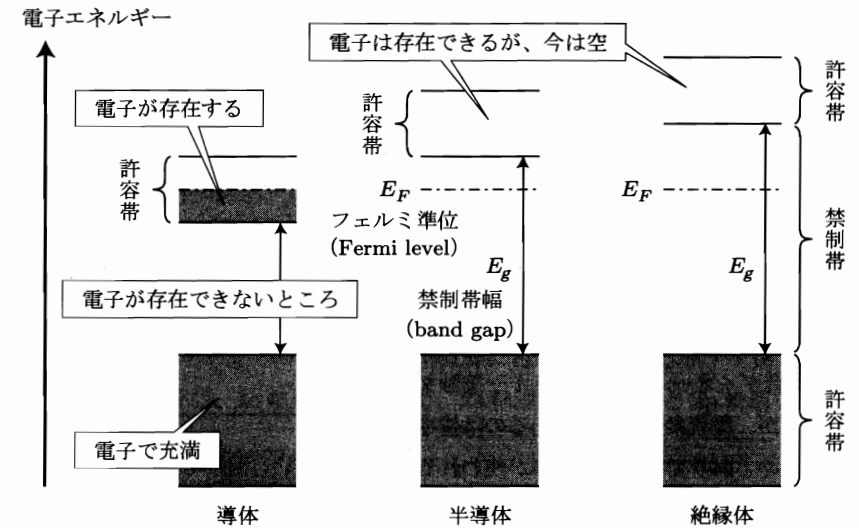 電子エネルギー
電子は存在できるが、今は空
電子が存在する
許容帯
許容帯
許容帯
E_F
E_F
フェルミ準位
(Fermi level)
禁制帯
E_g
E_g
電子が存在できないところ
禁制帯幅
(band gap)
許容帯
電子で充満
導体
半導体
絶縁体